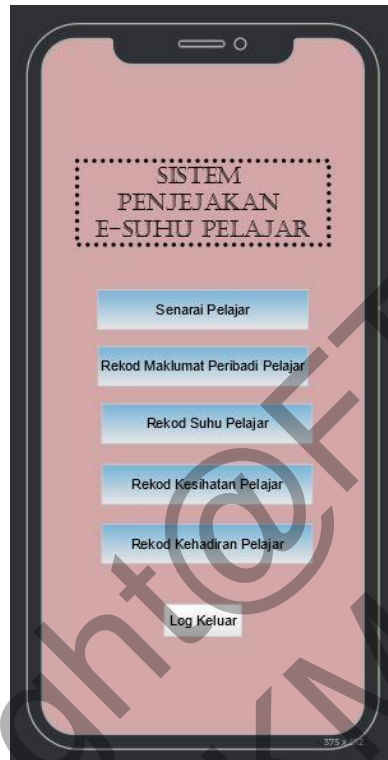 SISTEM
PENJEJAKAN
E-SUHU PELAJAR
Senarai Pelajar
Rekod Maklumat Peribadi Pelajar
Rekod Suhu Pelajar
Rekod Kesihatan Pelajar
Rekod Kehadiran Pelajar
Log Keluar
375 x